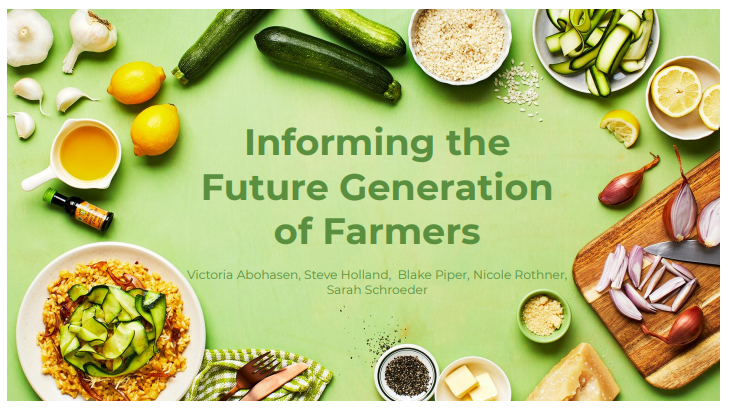 Informing the
Future Generation
of Farmers
Victoria Abohasen, Steve Holland,  Blake Piper, Nicole Rothner,
Sarah Schroeder